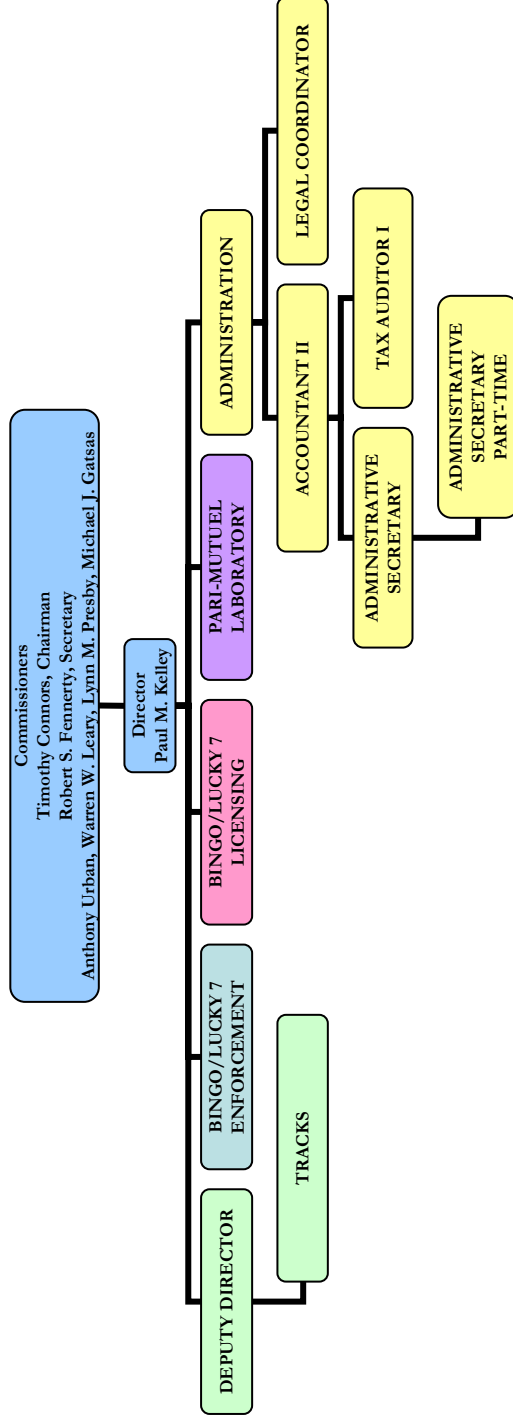 Commissioners
Timothy Connors, Chairman
Robert S. Fennerty, Secretary
Anthony Urban, Warren W. Leary, Lynn M. Presby, Michael J. Gatsas
Director
Paul M. Kelley
DEPUTY DIRECTOR
BINGO/LUCKY 7
ENFORCEMENT
BINGO/LUCKY 7
LICENSING
PARI-MUTUEL
LABORATORY
ADMINISTRATION
TRACKS
ACCOUNTANT II
LEGAL COORDINATOR
ADMINISTRATIVE
SECRETARY
TAX AUDITOR I
ADMINISTRATIVE
SECRETARY
PART-TIME